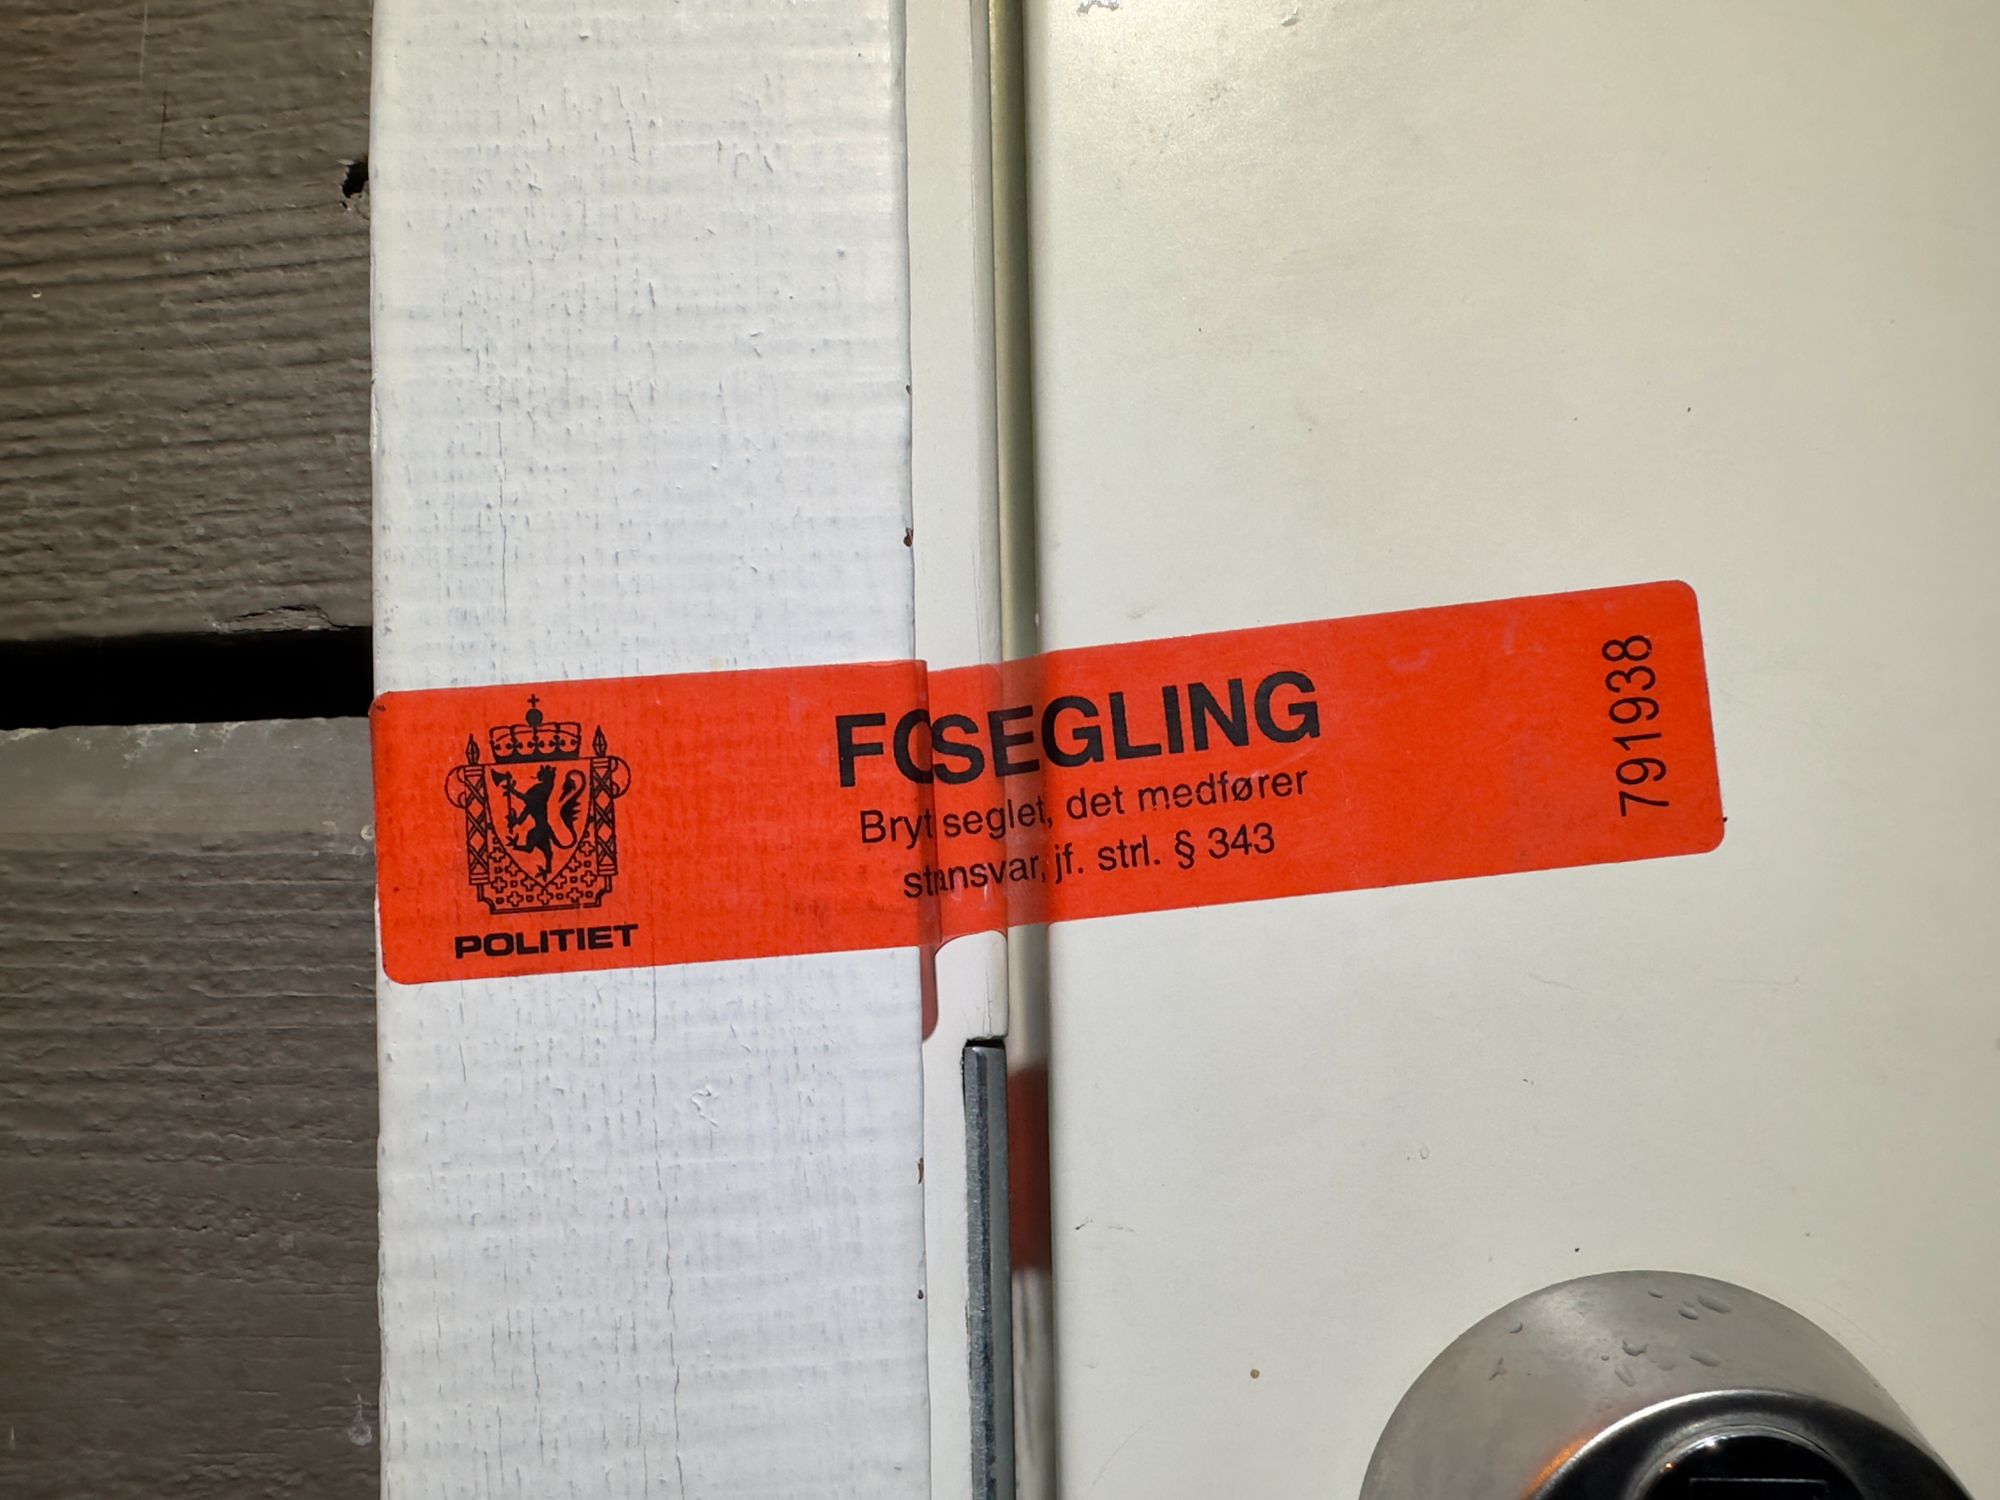 POLITIET
FOSEGLING
Bryt seglet, det medfører
stansvar, jf. strl. § 343
791938